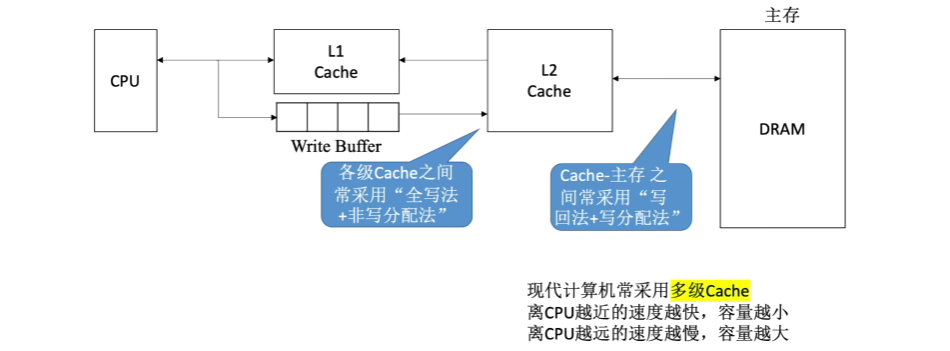 主存
CPU
L1
Cache
L2
Cache
DRAM
Write Buffer
各级Cache之间
常采用“全写法
+非写分配法”
Cache-主存 之
间常采用“写
回法+写分配法”
现代计算机常采用多级Cache
离CPU越近的速度越快，容量越小
离CPU越远的速度越慢，容量越大